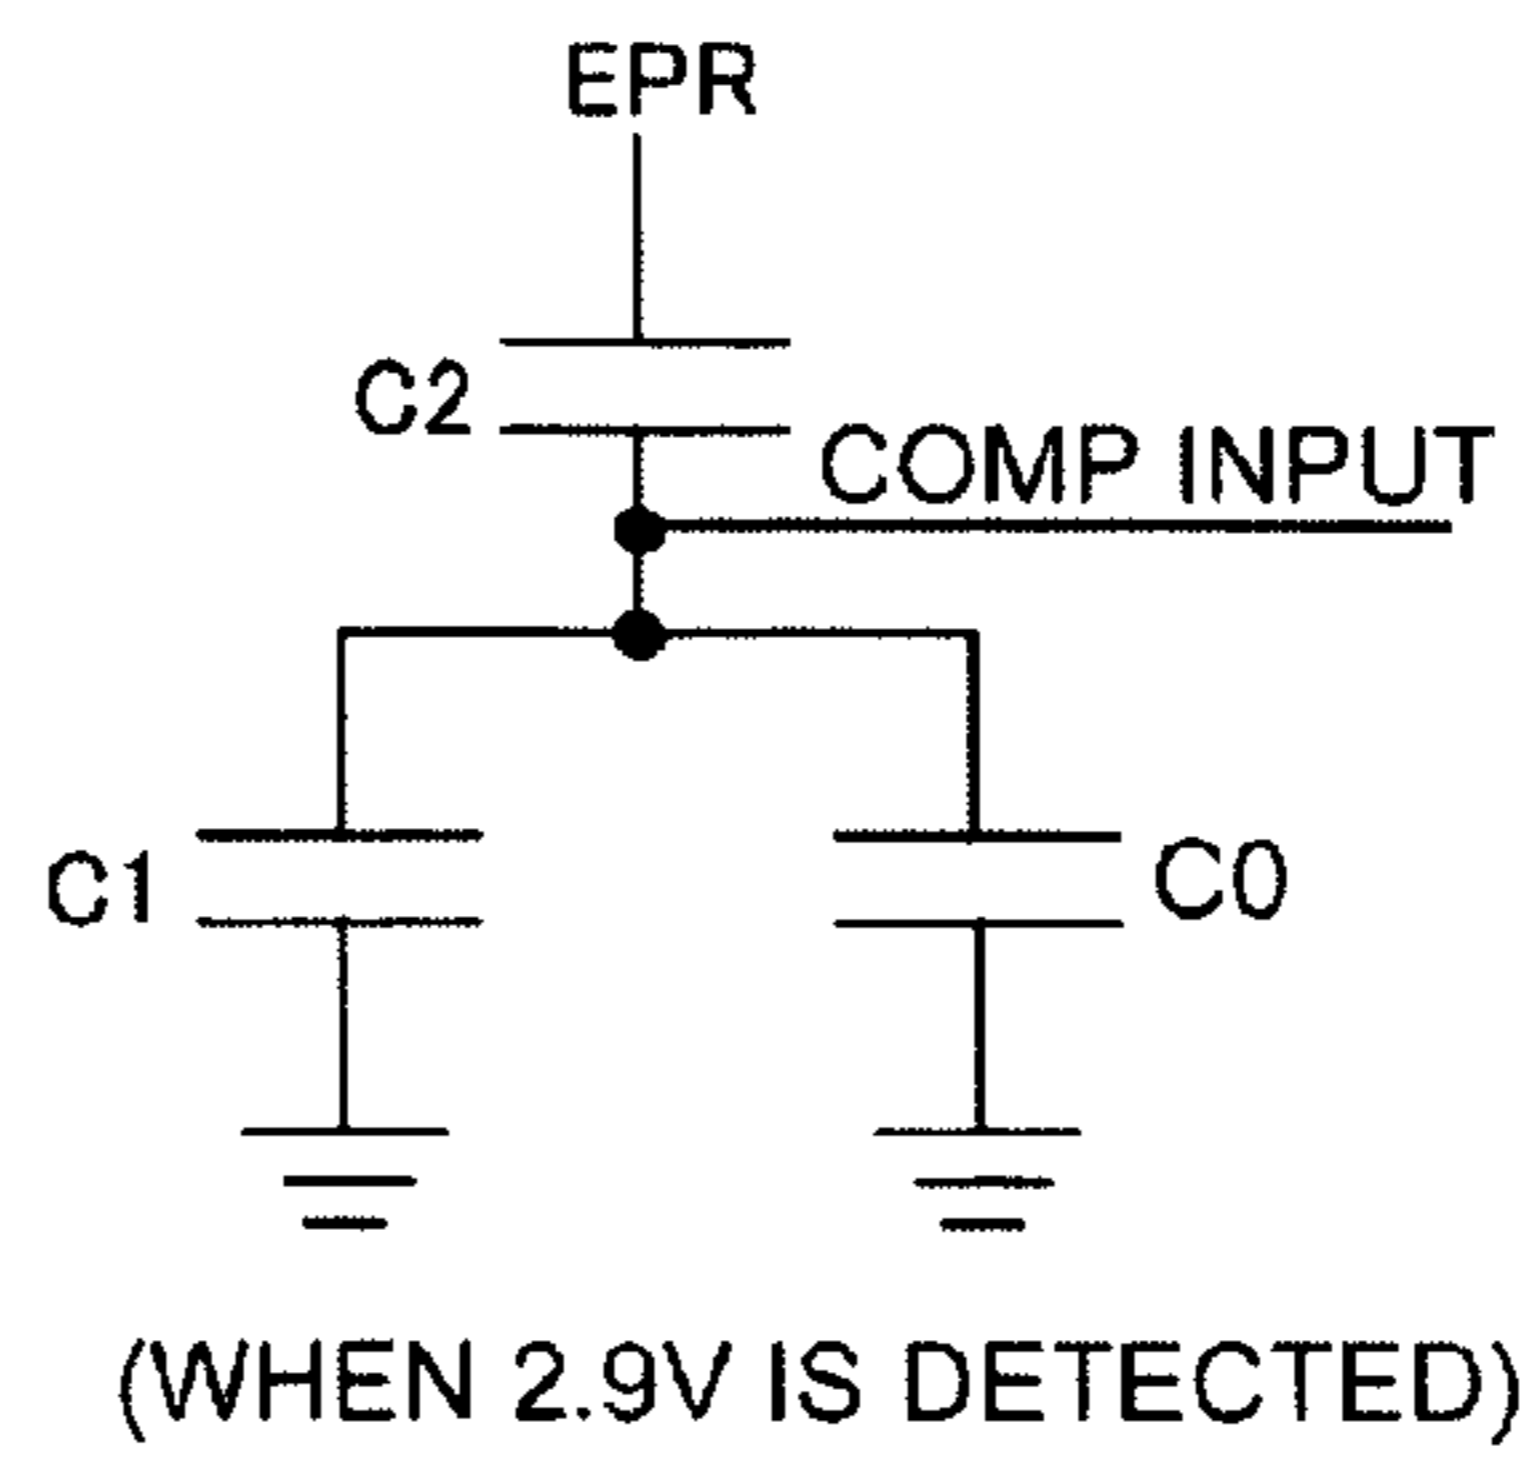 EPR
C2
COMP INPUT
C1
C0
(WHEN 2.9V IS DETECTED)